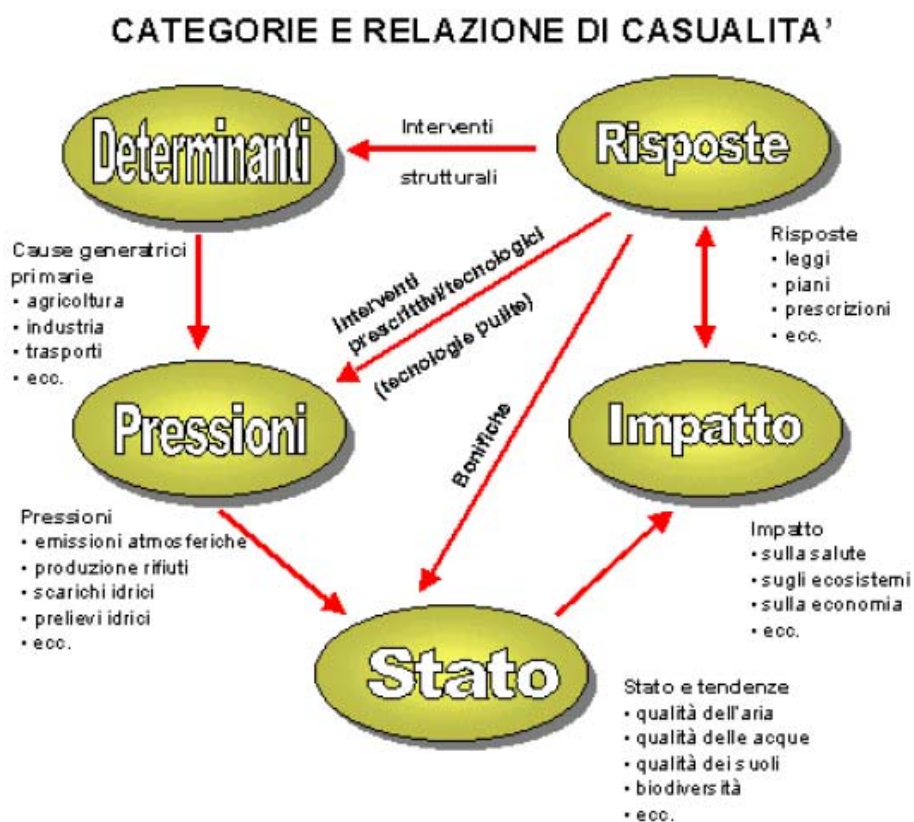 CATEGORIE E RELAZIONE DI CASUALITA'
Determinanti
Interventi
strutturali
Risposte
Cause generatrici
primarie
• agricoltura
• industria
• trasporti
• ecc.
Interventi
prescrittivi/tecnologici
(tecnologie pulite)
Bonifiche
Risposte
• leggi
• piani
• prescrizioni
• ecc.
Pressioni
Impatto
Pressioni
• emissioni atmosferiche
• produzione rifiuti
• scarichi idrici
• prelievi idrici
• ecc.
Impatto
• sulla salute
• sugli ecosistemi
• sulla economia
• ecc.
Stato
Stato e tendenze
• qualità dell'aria
• qualità delle acque
• qualità dei suoli
• biodiversità
• ecc.